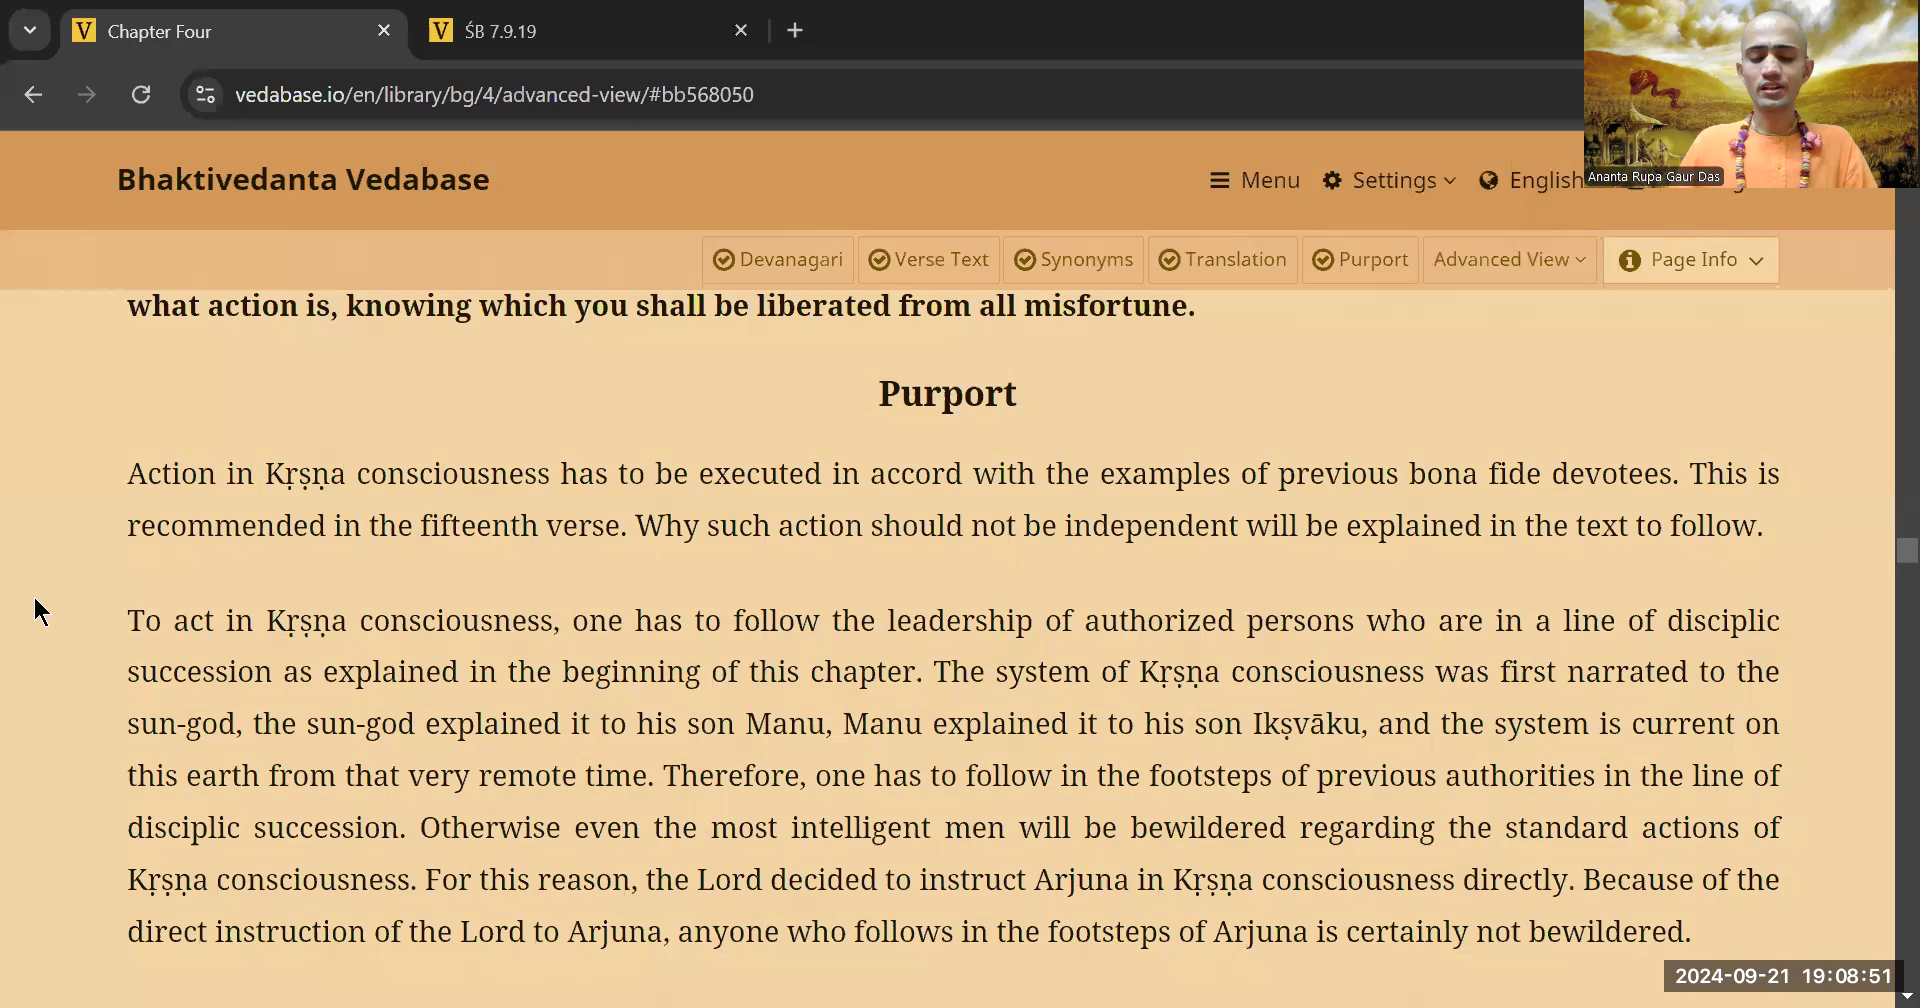 Chapter Four
ŚB 7.9.19
vedabase.io/en/library/bg/4/advanced-view/#bb568050
Ananta Rupa Gaur Das
Bhaktivedanta Vedabase
Menu
Settings
English
Devanagari
Verse Text
Synonyms
Translation
Purport
Advanced View
Page Info
what action is, knowing which you shall be liberated from all misfortune.
Purport
Action in Kṛṣṇa consciousness has to be executed in accord with the examples of previous bona fide devotees. This is
recommended in the fifteenth verse. Why such action should not be independent will be explained in the text to follow.
To act in Kṛṣṇa consciousness, one has to follow the leadership of authorized persons who are in a line of disciplic
succession as explained in the beginning of this chapter. The system of Kṛṣṇa consciousness was first narrated to the
sun-god, the sun-god explained it to his son Manu, Manu explained it to his son Ikṣvāku, and the system is current on
this earth from that very remote time. Therefore, one has to follow in the footsteps of previous authorities in the line of
disciplic succession. Otherwise even the most intelligent men will be bewildered regarding the standard actions of
Kṛṣṇa consciousness. For this reason, the Lord decided to instruct Arjuna in Kṛṣṇa consciousness directly. Because of the
direct instruction of the Lord to Arjuna, anyone who follows in the footsteps of Arjuna is certainly not bewildered.
2024-09-21 19:08:51